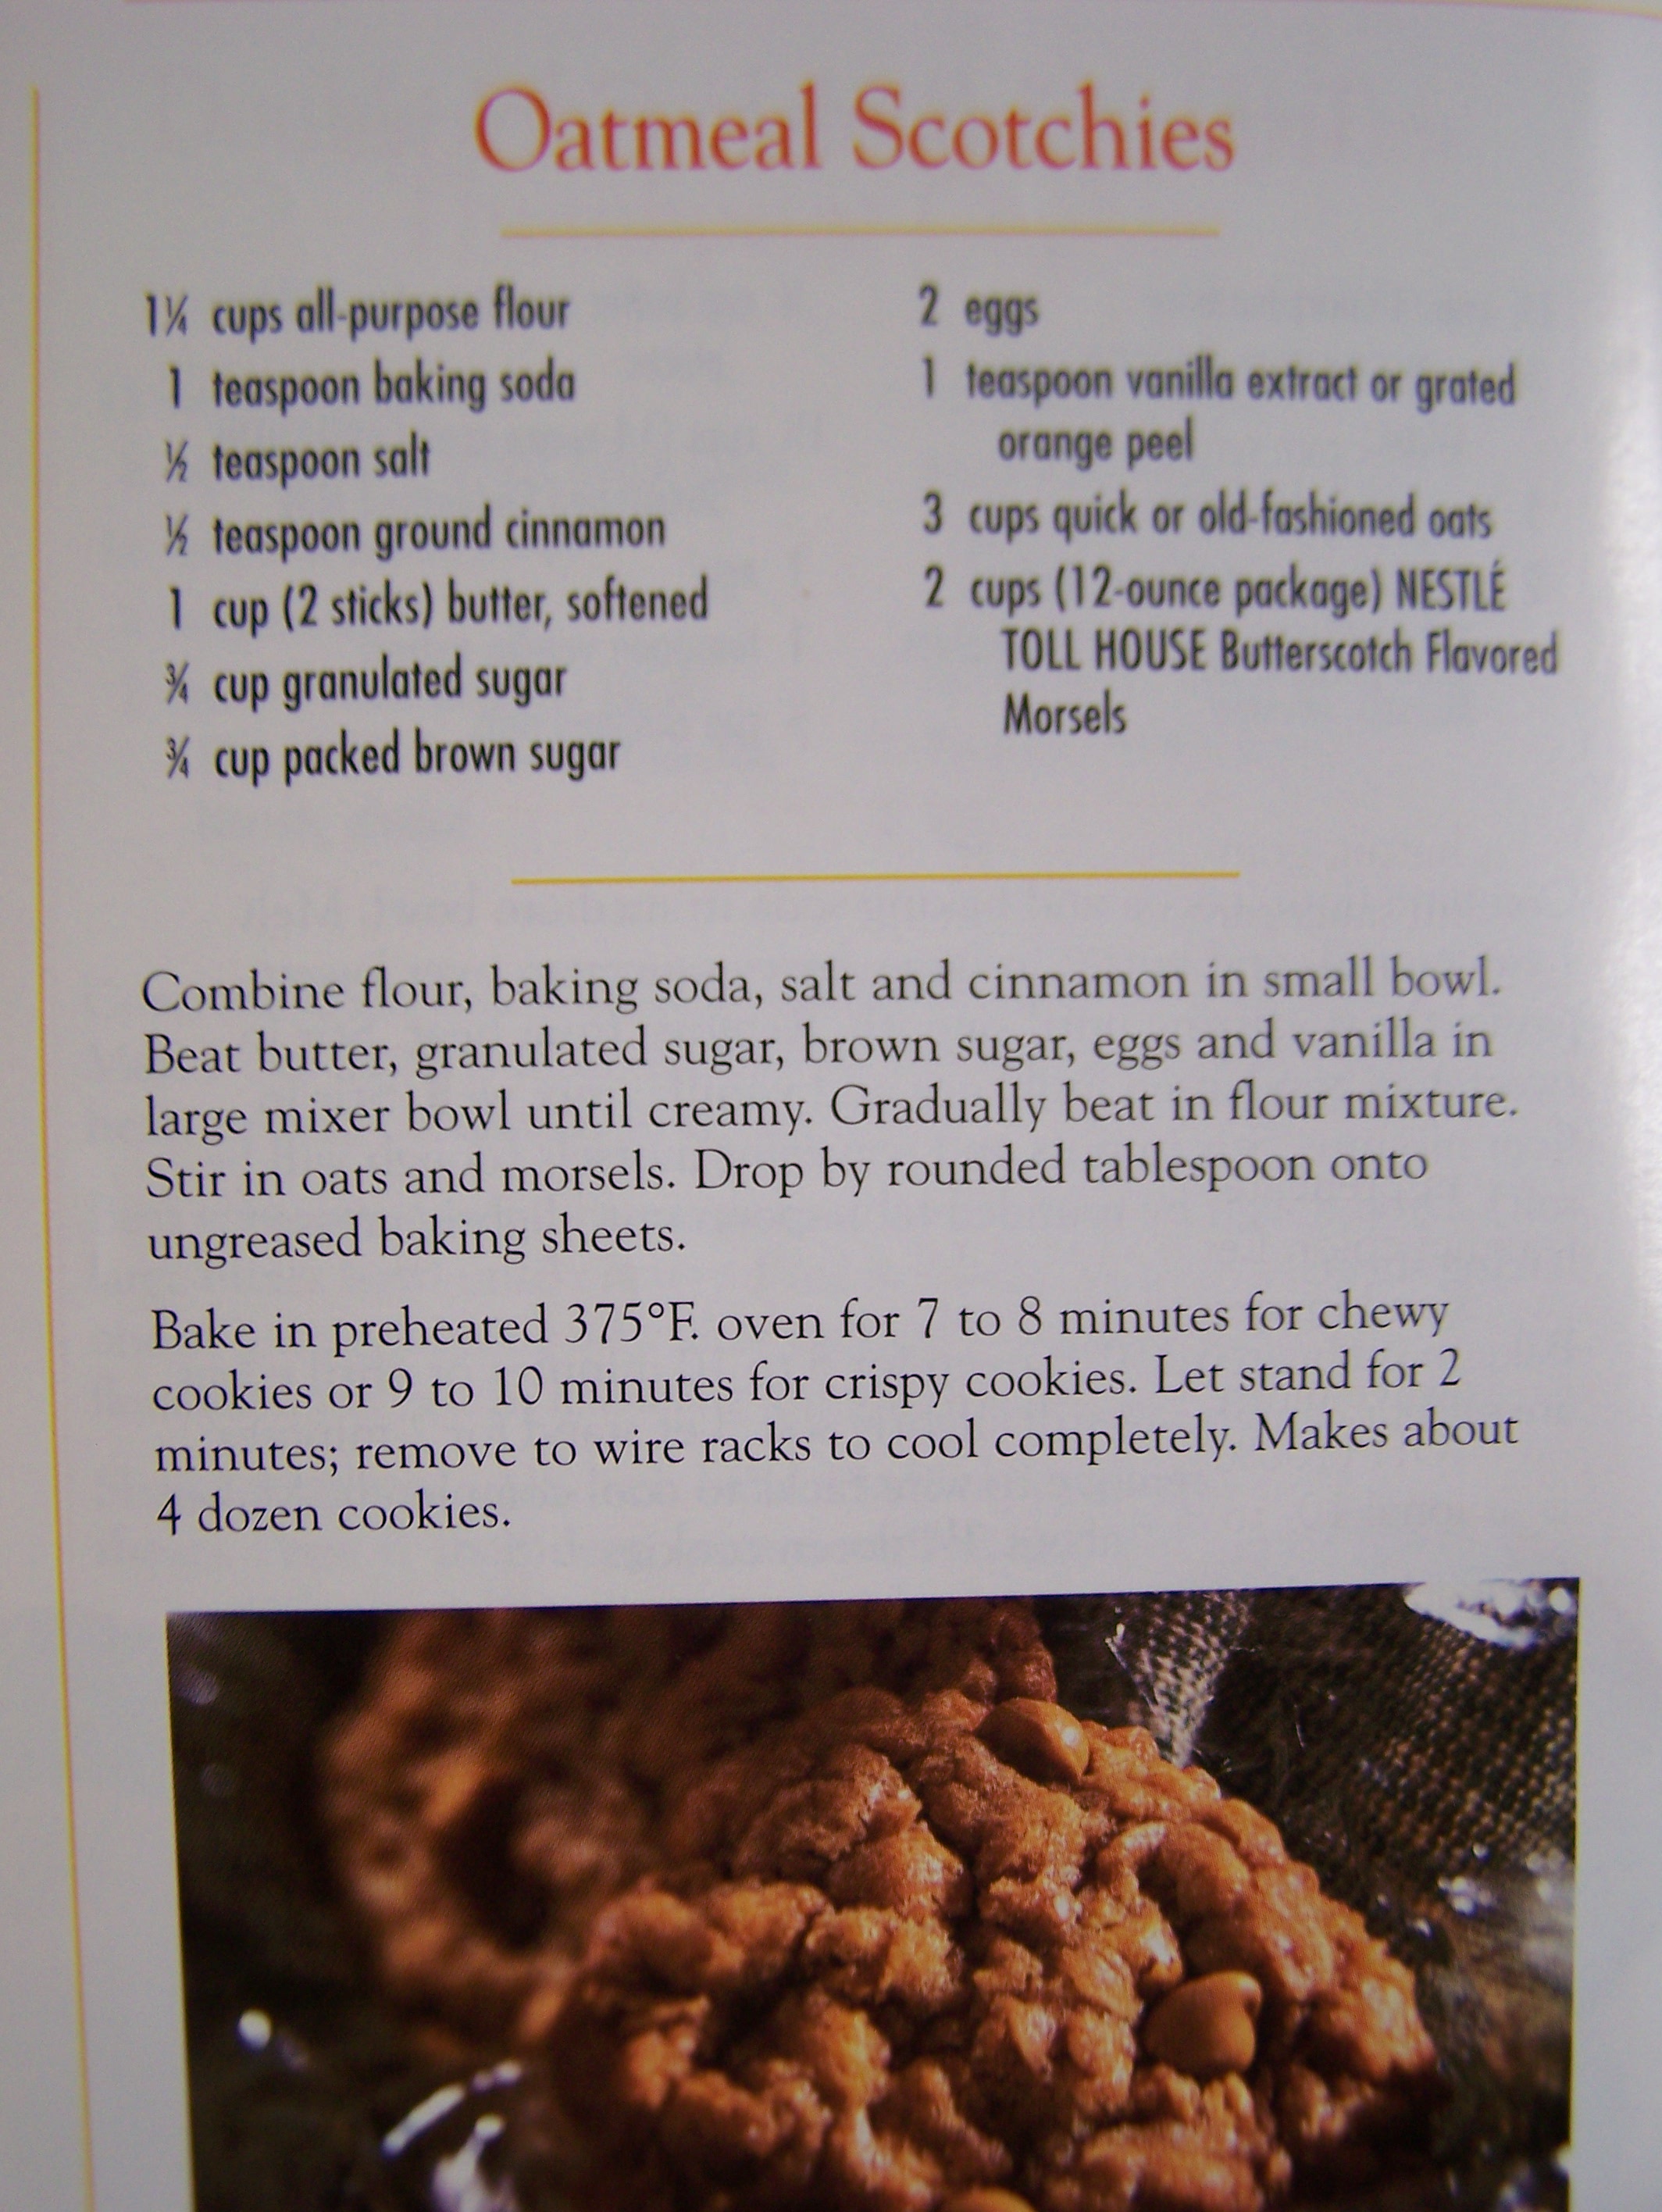 Oatmeal Scotchies
1¼ cups all-purpose flour
1 teaspoon baking soda
½ teaspoon salt
½ teaspoon ground cinnamon
1 cup (2 sticks) butter, softened
¾ cup granulated sugar
¾ cup packed brown sugar
2 eggs
1 teaspoon vanilla extract or grated
orange peel
3 cups quick or old-fashioned oats
2 cups (12-ounce package) NESTLÉ
TOLL HOUSE Butterscotch Flavored
Morsels
Combine flour, baking soda, salt and cinnamon in small bowl.
Beat butter, granulated sugar, brown sugar, eggs and vanilla in
large mixer bowl until creamy. Gradually beat in flour mixture.
Stir in oats and morsels. Drop by rounded tablespoon onto
ungreased baking sheets.
Bake in preheated 375°F. oven for 7 to 8 minutes for chewy
cookies or 9 to 10 minutes for crispy cookies. Let stand for 2
minutes; remove to wire racks to cool completely. Makes about
4 dozen cookies.